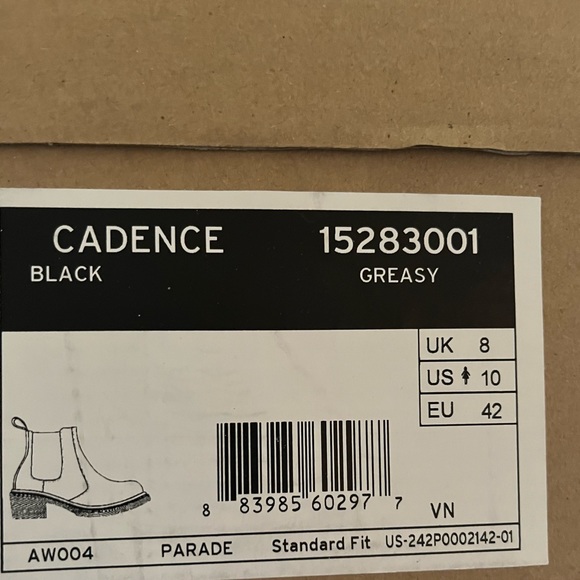 CADENCE 15283001
BLACK GREASY
UK 8
US 10
EU 42
8 83985 60297 7 VN
AW004 PARADE Standard Fit US-242P0002142-01